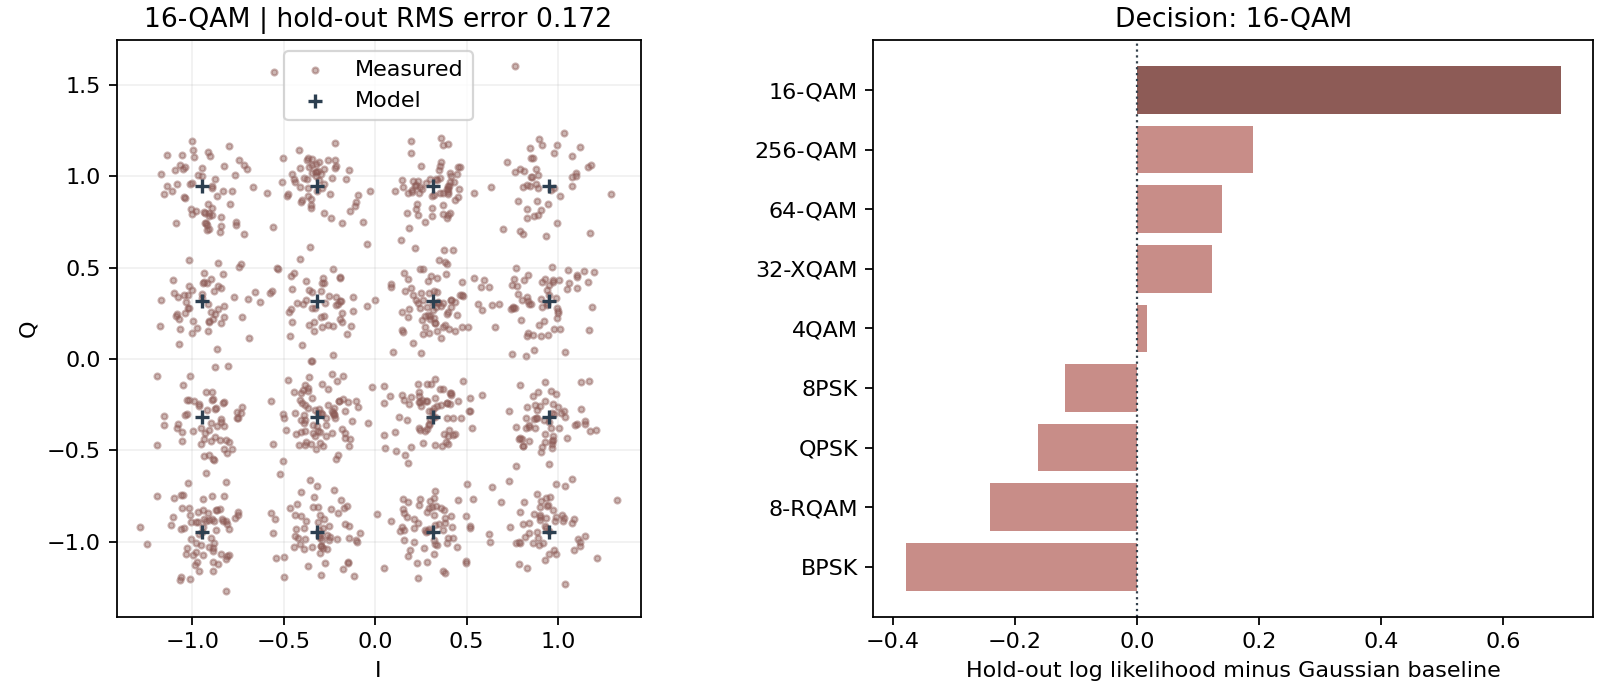 16-QAM | hold-out RMS error 0.172
Measured
Model
1.5
1.0
0.5
0.0
−0.5
−1.0
Q
−1.0
−0.5
0.0
0.5
1.0
I
Decision: 16-QAM
16-QAM
256-QAM
64-QAM
32-XQAM
4QAM
8PSK
QPSK
8-RQAM
BPSK
−0.4
−0.2
0.0
0.2
0.4
0.6
Hold-out log likelihood minus Gaussian baseline